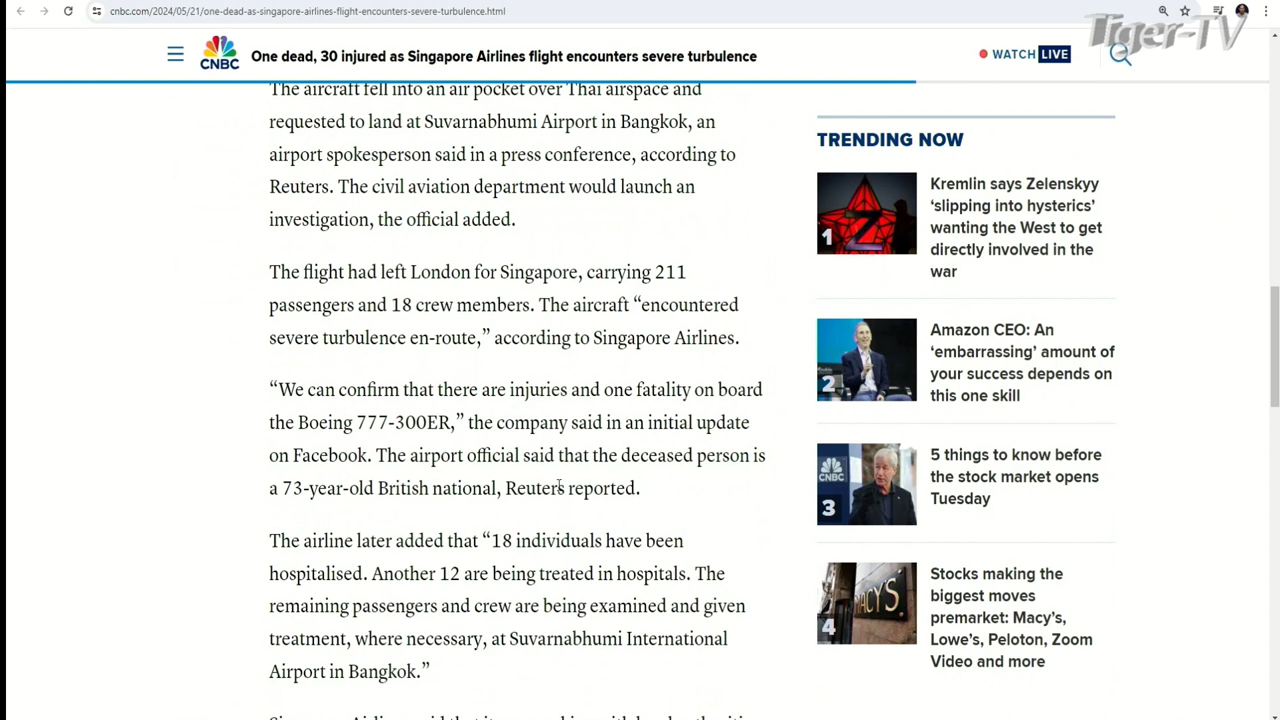 cnbc.com/2024/05/21/one-dead-as-singapore-airlines-flight-encounters-severe-turbulence.html
Tiger-TV
CNBC
One dead, 30 injured as Singapore Airlines flight encounters severe turbulence
WATCH LIVE
The aircraft fell into an air pocket over Thai airspace and
requested to land at Suvarnabhumi Airport in Bangkok, an
airport spokesperson said in a press conference, according to
Reuters. The civil aviation department would launch an
investigation, the official added.
The flight had left London for Singapore, carrying 211
passengers and 18 crew members. The aircraft “encountered
severe turbulence en-route,” according to Singapore Airlines.
“We can confirm that there are injuries and one fatality on board
the Boeing 777-300ER,” the company said in an initial update
on Facebook. The airport official said that the deceased person is
a 73-year-old British national, Reuters reported.
The airline later added that “18 individuals have been
hospitalised. Another 12 are being treated in hospitals. The
remaining passengers and crew are being examined and given
treatment, where necessary, at Suvarnabhumi International
Airport in Bangkok.”
TRENDING NOW
1
Kremlin says Zelenskyy
‘slipping into hysterics’
wanting the West to get
directly involved in the
war
2
Amazon CEO: An
‘embarrassing’ amount of
your success depends on
this one skill
CNBC
3
5 things to know before
the stock market opens
Tuesday
MACY'S
4
Stocks making the
biggest moves
premarket: Macy’s,
Lowe’s, Peloton, Zoom
Video and more